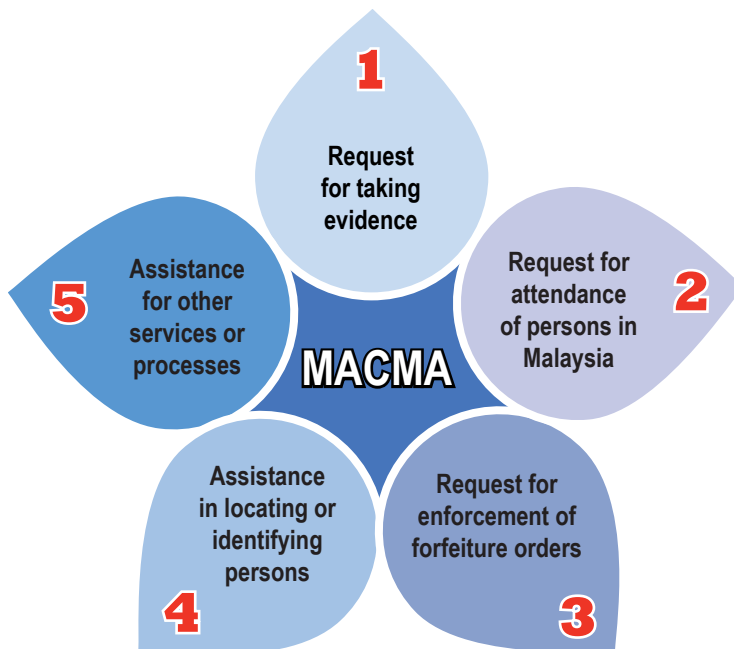 1
Request
for taking
evidence
2
Request for
attendance
of persons in
Malaysia
3
Request for
enforcement of
forfeiture orders
4
Assistance
in locating or
identifying
persons
5
Assistance
for other
services or
processes
MACMA